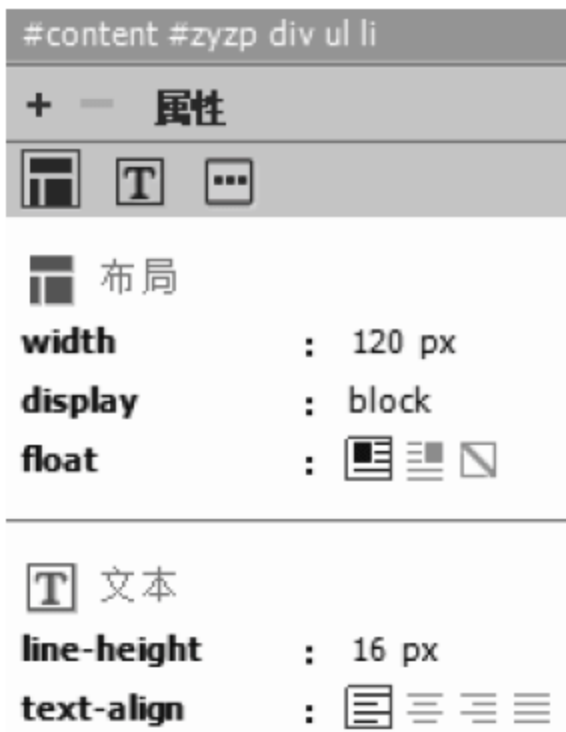 #content #zyzp div ul li
+ − 属性
T
布局
width : 120 px
display : block
float :
T 文本
line-height : 16 px
text-align :